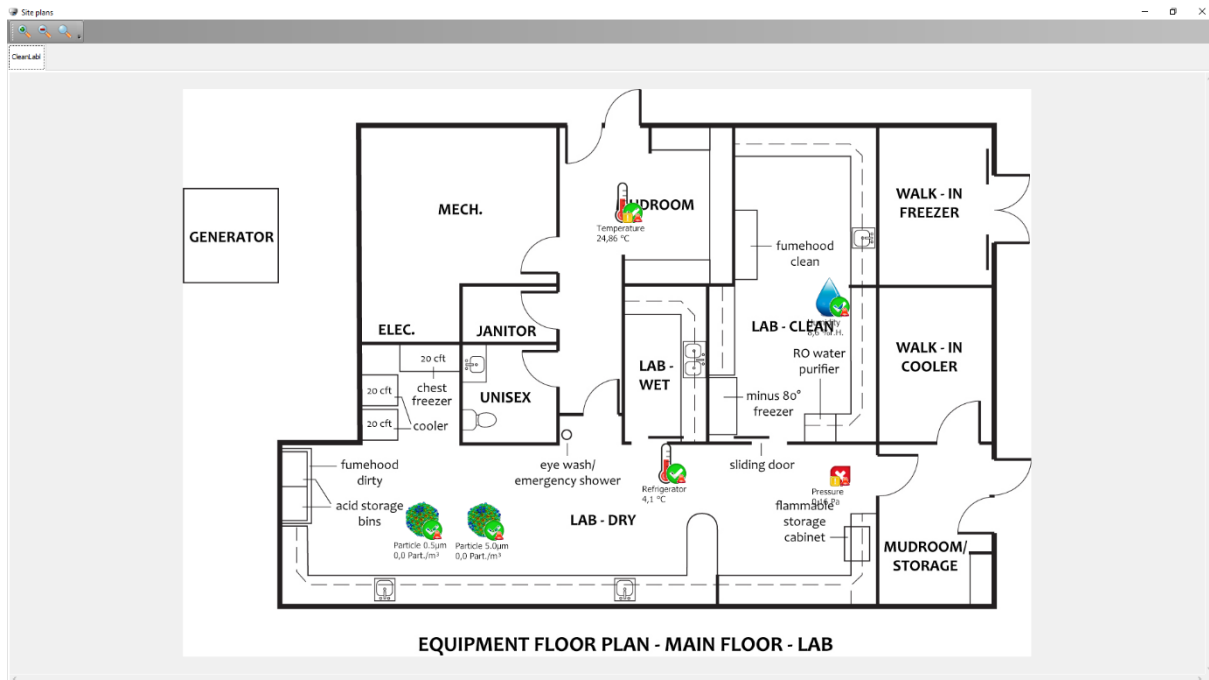 Site plans
CleanLab1
GENERATOR
MECH.
MUDROOM
Temperature
24,86 °C
WALK - IN
FREEZER
fumehood
clean
ELEC.
JANITOR
LAB - CLEAN
Humidity
RO water
purifier
WALK - IN
COOLER
20 cft
chest
freezer
20 cft
20 cft
cooler
UNISEX
LAB -
WET
minus 80°
freezer
fumehood
dirty
acid storage
bins
eye wash/
emergency shower
sliding door
Refrigerator
4,1 °C
Pressure
flammable
storage
cabinet
Particle 0.5µm
0,0 Part./m³
Particle 5.0µm
0,0 Part./m³
LAB - DRY
MUDROOM/
STORAGE
EQUIPMENT FLOOR PLAN - MAIN FLOOR - LAB